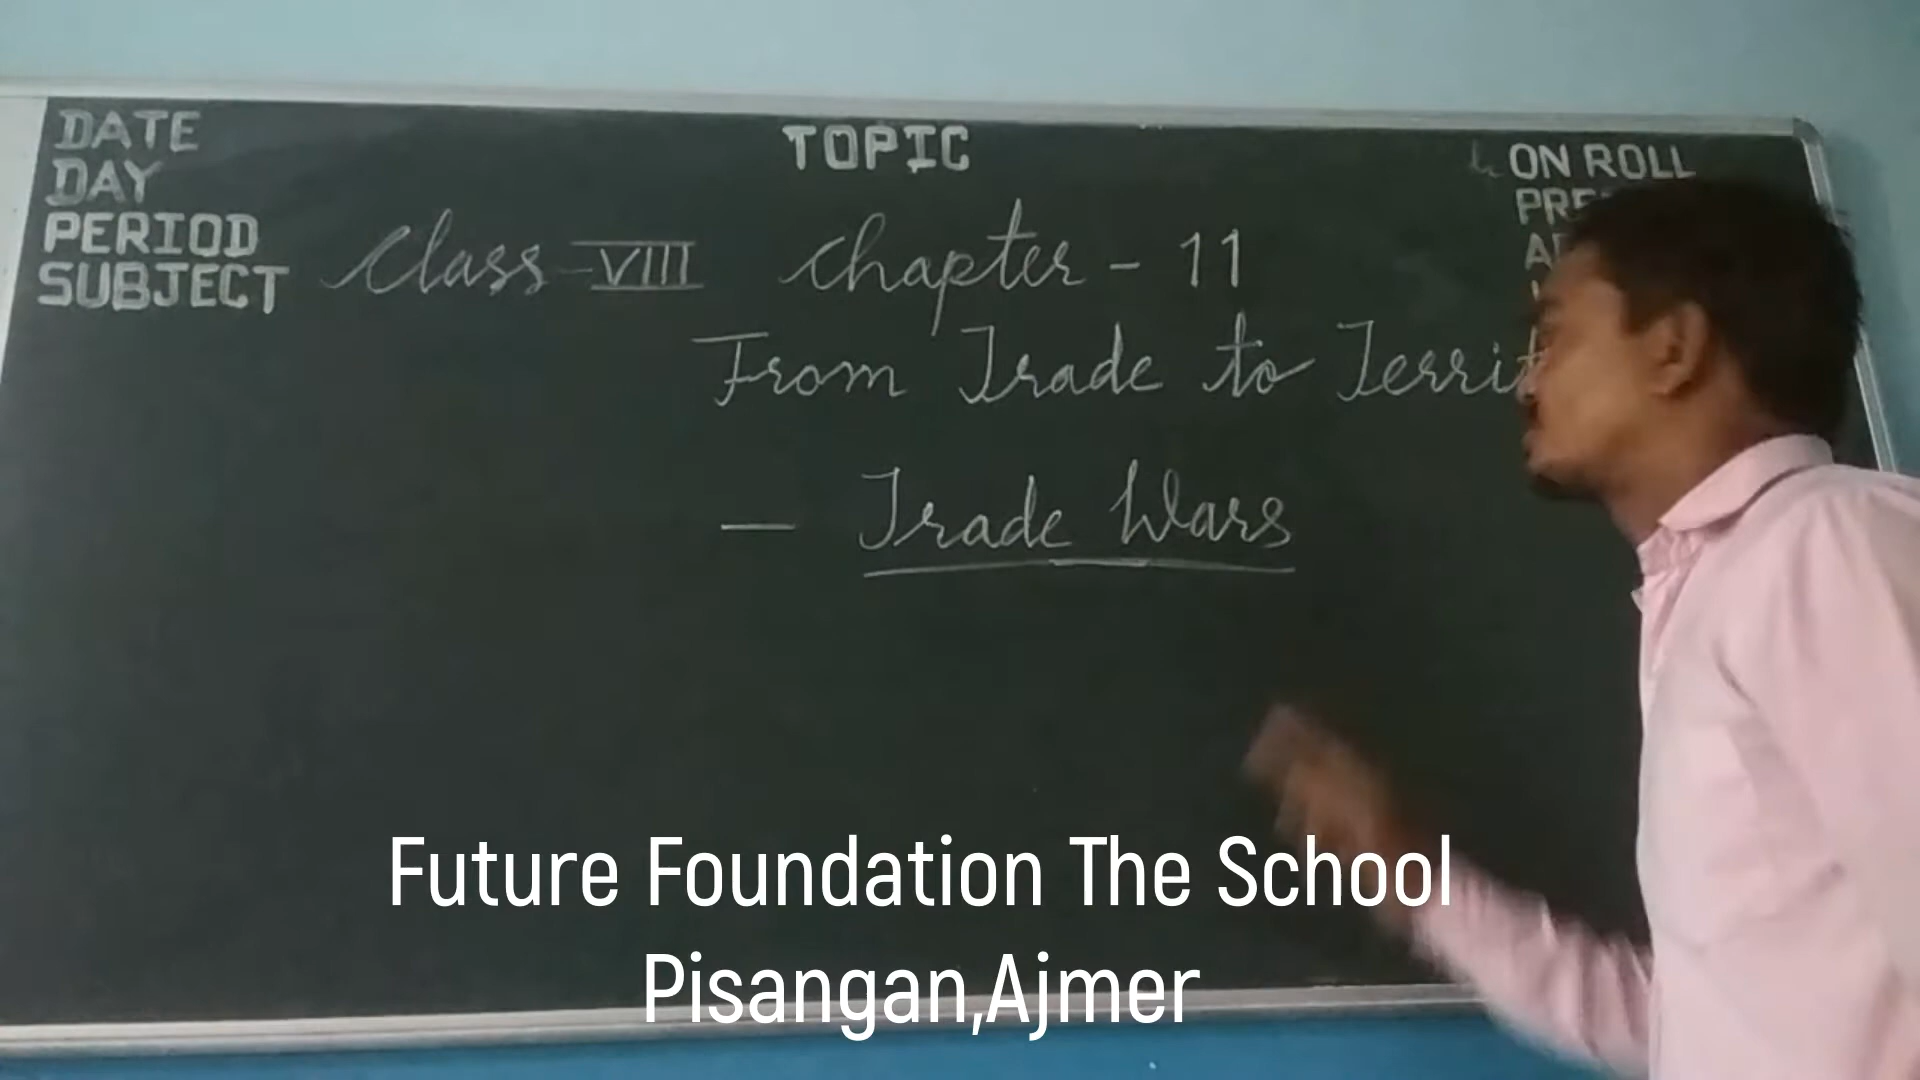 DATE
DAY
PERIOD
SUBJECT
TOPIC
ON ROLL
Class - VIII Chapter - 11
From Trade to
— Trade Wars
Future Foundation The School
Pisangan,Ajmer